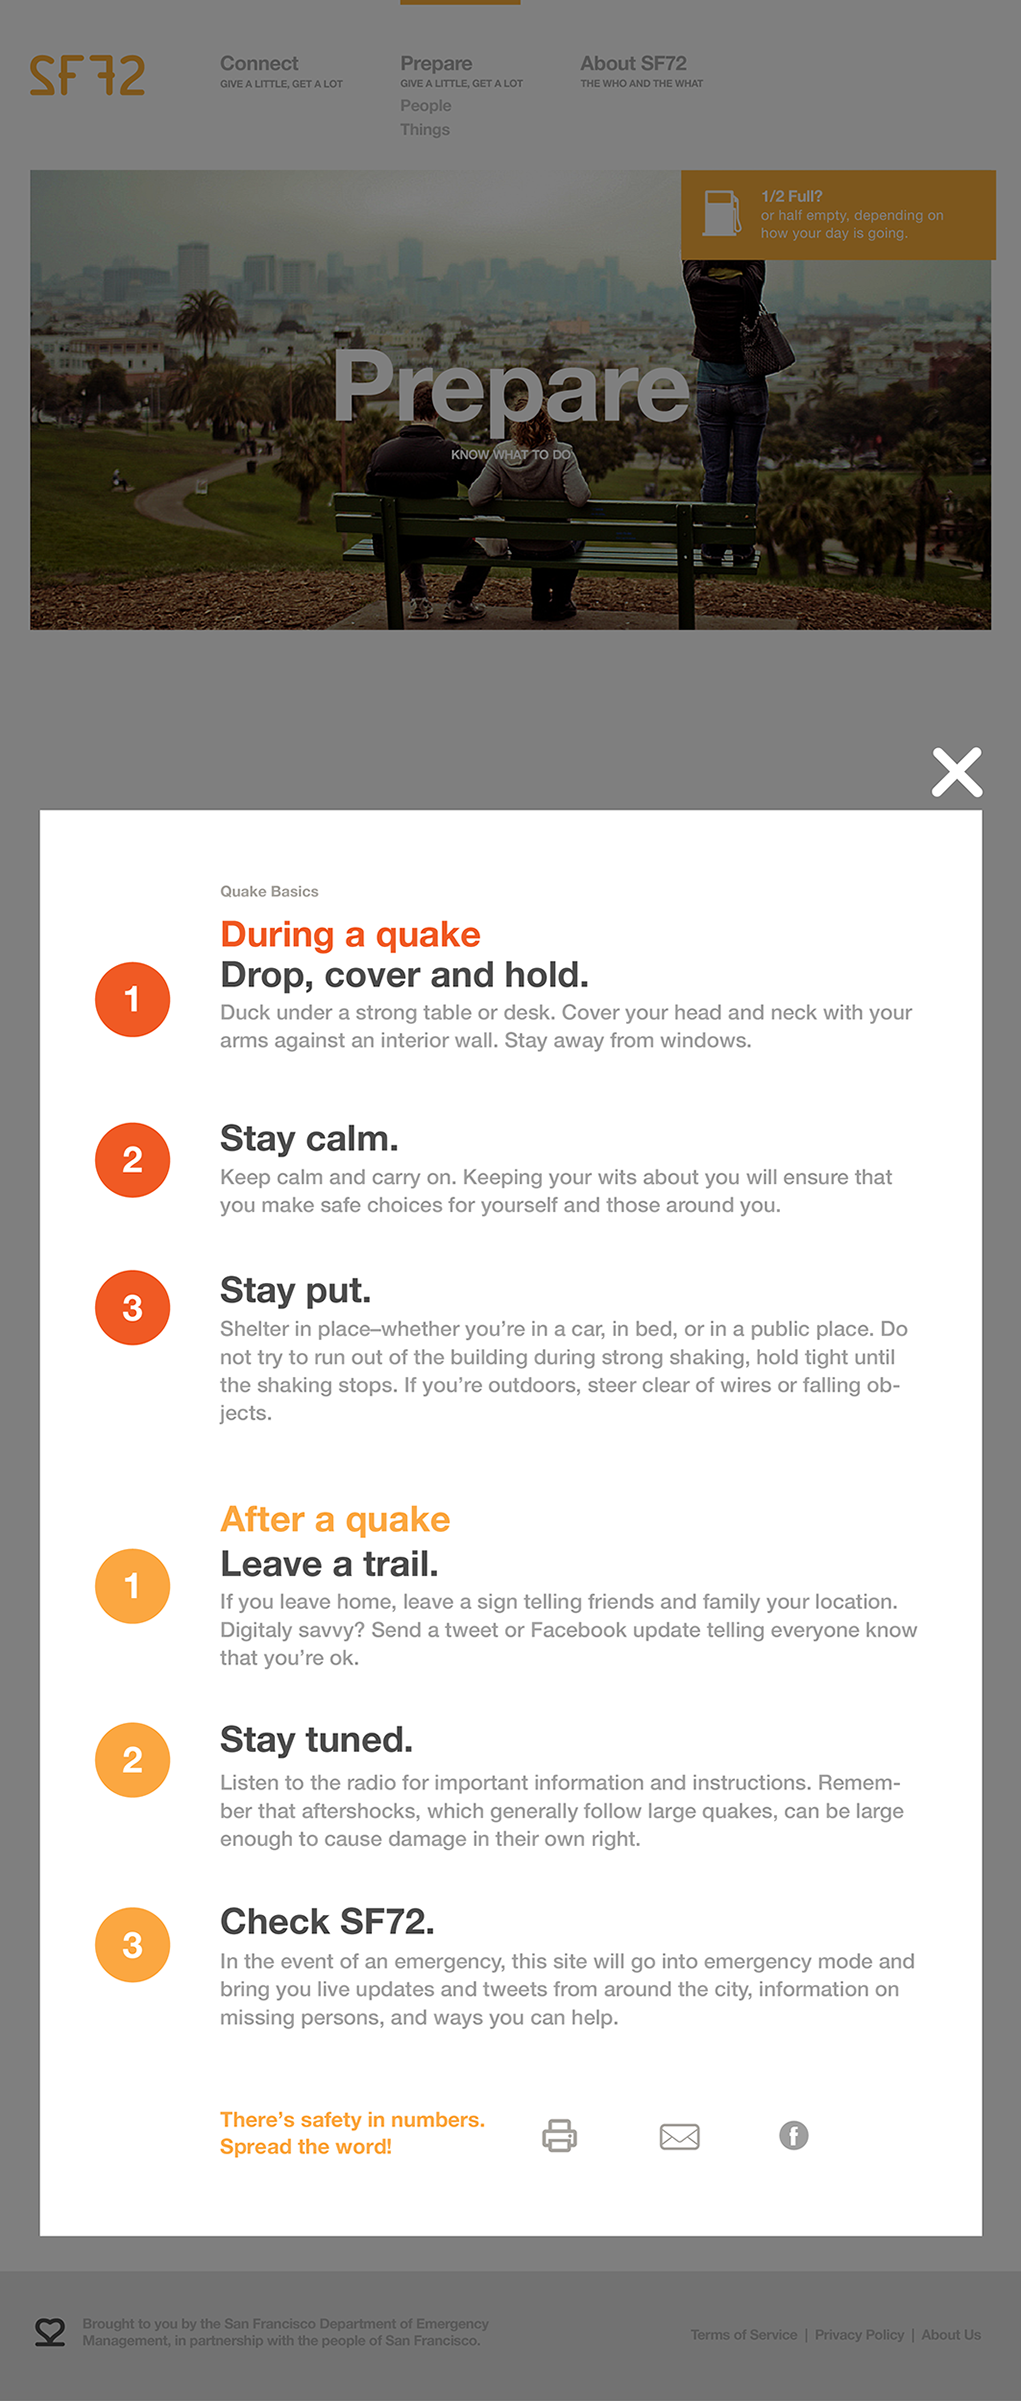 SF72
Connect
GIVE A LITTLE, GET A LOT
Prepare
GIVE A LITTLE, GET A LOT
People
Things
About SF72
THE WHO AND THE WHAT
1/2 Full?
or half empty, depending on
how your day is going.
Prepare
KNOW WHAT TO DO
Quake Basics
During a quake
1
Drop, cover and hold.
Duck under a strong table or desk. Cover your head and neck with your
arms against an interior wall. Stay away from windows.
2
Stay calm.
Keep calm and carry on. Keeping your wits about you will ensure that
you make safe choices for yourself and those around you.
3
Stay put.
Shelter in place–whether you’re in a car, in bed, or in a public place. Do
not try to run out of the building during strong shaking, hold tight until
the shaking stops. If you’re outdoors, steer clear of wires or falling ob-
jects.
After a quake
1
Leave a trail.
If you leave home, leave a sign telling friends and family your location.
Digitaly savvy? Send a tweet or Facebook update telling everyone know
that you’re ok.
2
Stay tuned.
Listen to the radio for important information and instructions. Remem-
ber that aftershocks, which generally follow large quakes, can be large
enough to cause damage in their own right.
3
Check SF72.
In the event of an emergency, this site will go into emergency mode and
bring you live updates and tweets from around the city, information on
missing persons, and ways you can help.
There’s safety in numbers.
Spread the word!
Brought to you by the San Francisco Department of Emergency
Management, in partnership with the people of San Francisco.
Terms of Service | Privacy Policy | About Us